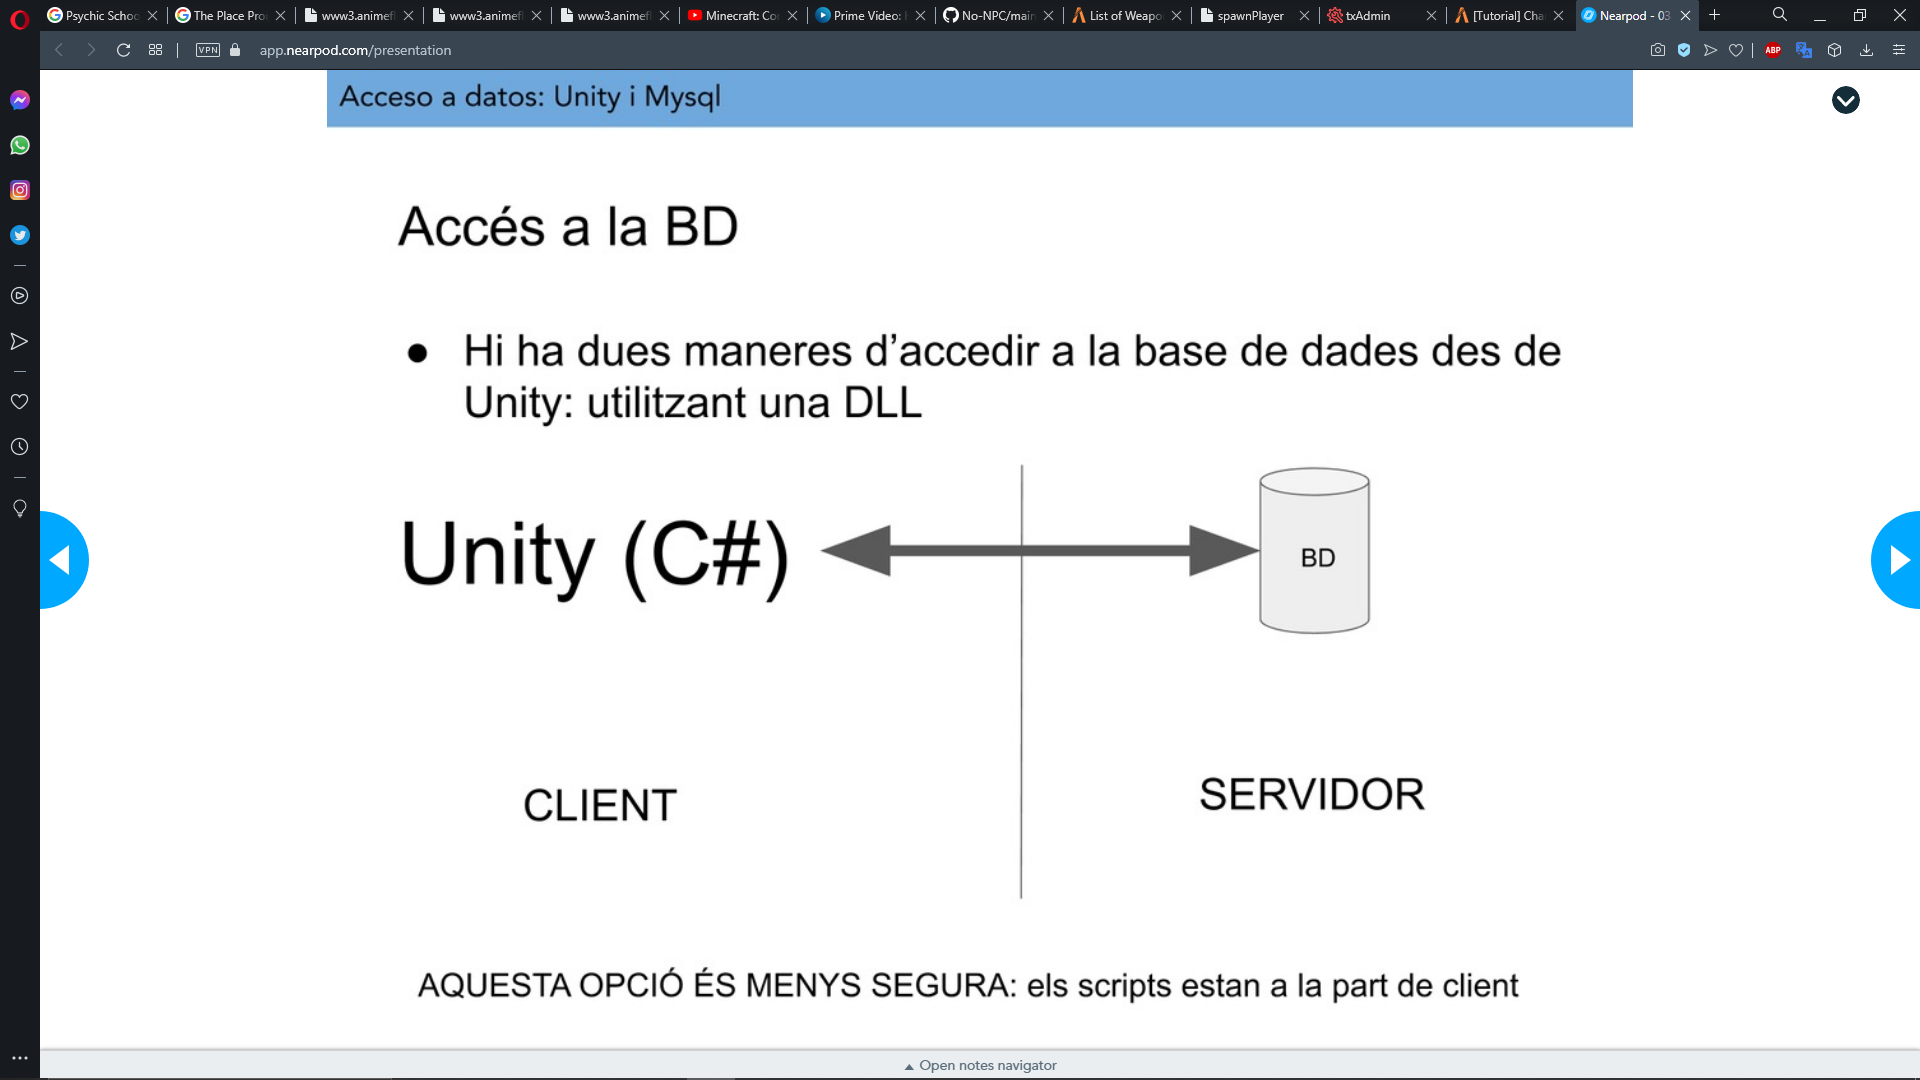 Psychic Schoo
The Place Pro
www3.animefl
www3.animefl
www3.animefl
Minecraft: Co
Prime Video:
No-NPC/main
List of Weapo
spawnPlayer
txAdmin
[Tutorial] Cha
Nearpod - 03
VPN
app.nearpod.com/presentation
ABP
Acceso a datos: Unity i Mysql
Accés a la BD
● Hi ha dues maneres d’accedir a la base de dades des de
Unity: utilitzant una DLL
Unity (C#)
BD
CLIENT
SERVIDOR
AQUESTA OPCIÓ ÉS MENYS SEGURA: els scripts estan a la part de client
Open notes navigator